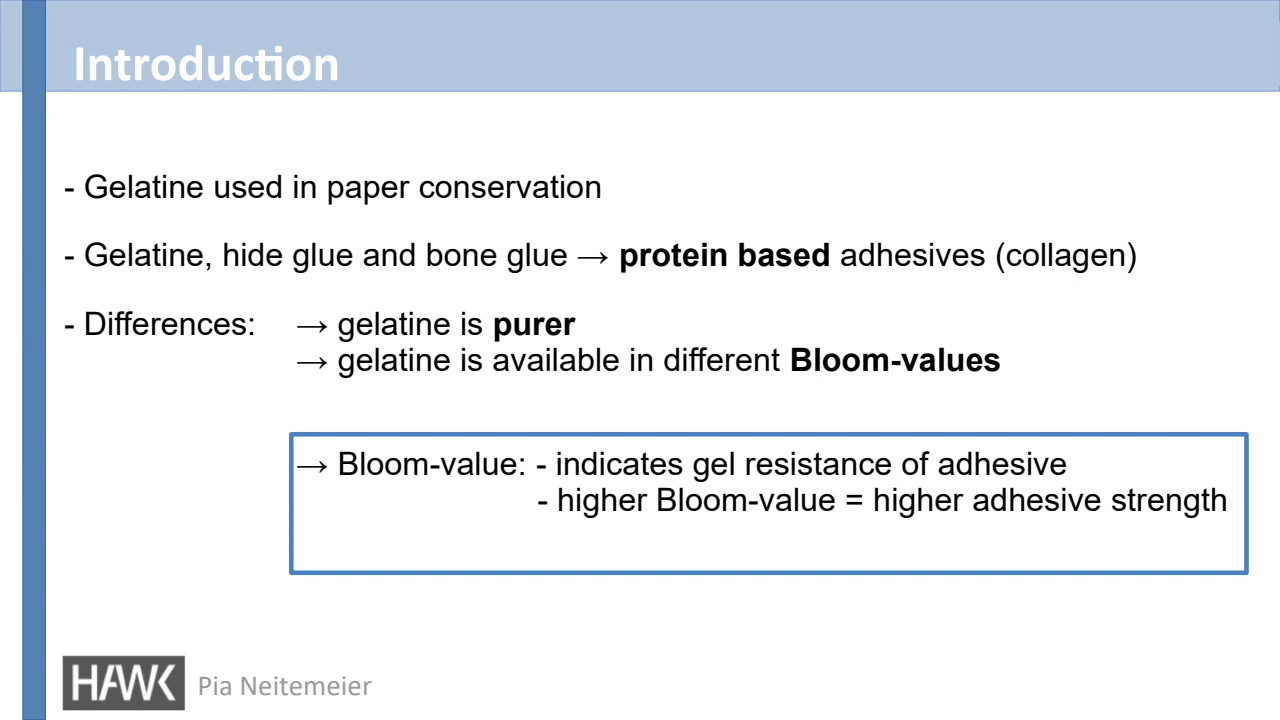 Introduction
- Gelatine used in paper conservation
- Gelatine, hide glue and bone glue → protein based adhesives (collagen)
- Differences: → gelatine is purer
→ gelatine is available in different Bloom-values
→ Bloom-value: - indicates gel resistance of adhesive
- higher Bloom-value = higher adhesive strength
HAWK Pia Neitemeier